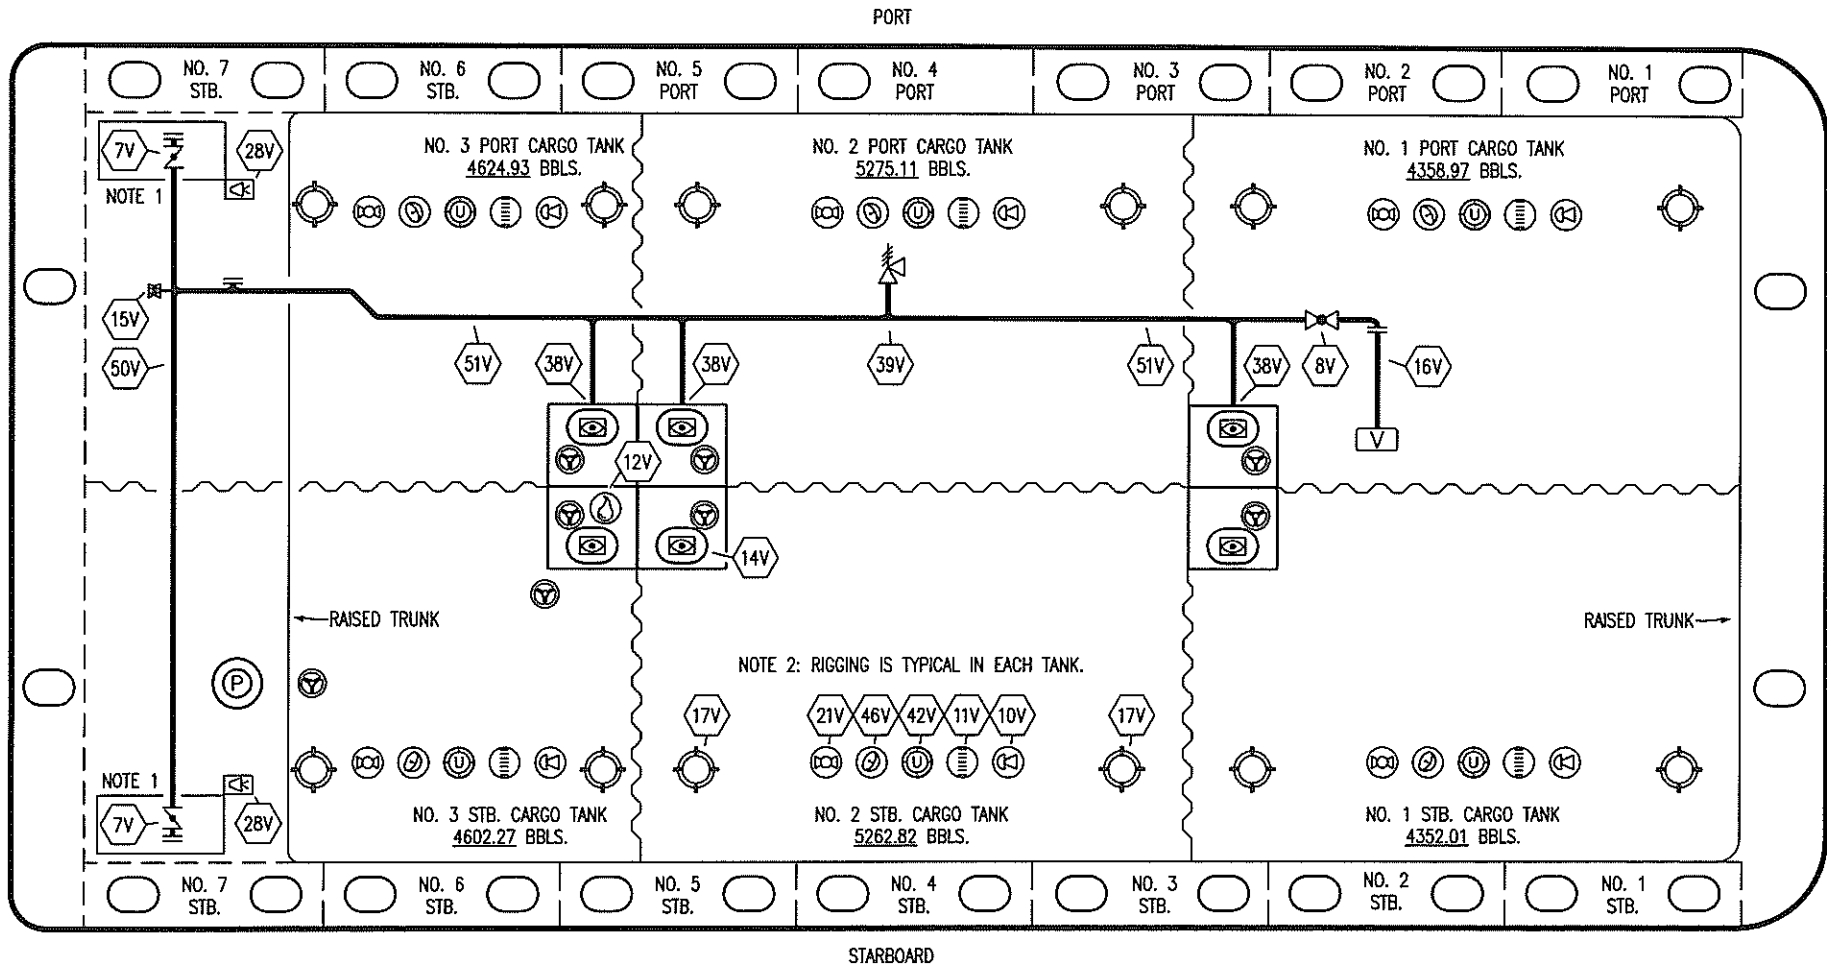 PORT
NO. 7
STB.
NO. 6
STB.
NO. 5
PORT
NO. 4
PORT
NO. 3
PORT
NO. 2
PORT
NO. 1
PORT
7V
28V
NOTE 1
NO. 3 PORT CARGO TANK
4624.93 BBLS.
NO. 2 PORT CARGO TANK
5275.11 BBLS.
NO. 1 PORT CARGO TANK
4358.97 BBLS.
U
U
U
15V
50V
51V
38V
38V
39V
51V
38V
8V
16V
V
12V
14V
RAISED TRUNK
RAISED TRUNK
P
NOTE 2: RIGGING IS TYPICAL IN EACH TANK.
17V
21V
46V
42V
11V
10V
17V
U
U
U
NOTE 1
7V
28V
NO. 3 STB. CARGO TANK
4602.27 BBLS.
NO. 2 STB. CARGO TANK
5262.82 BBLS.
NO. 1 STB. CARGO TANK
4352.01 BBLS.
NO. 7
STB.
NO. 6
STB.
NO. 5
STB.
NO. 4
STB.
NO. 3
STB.
NO. 2
STB.
NO. 1
STB.
STARBOARD